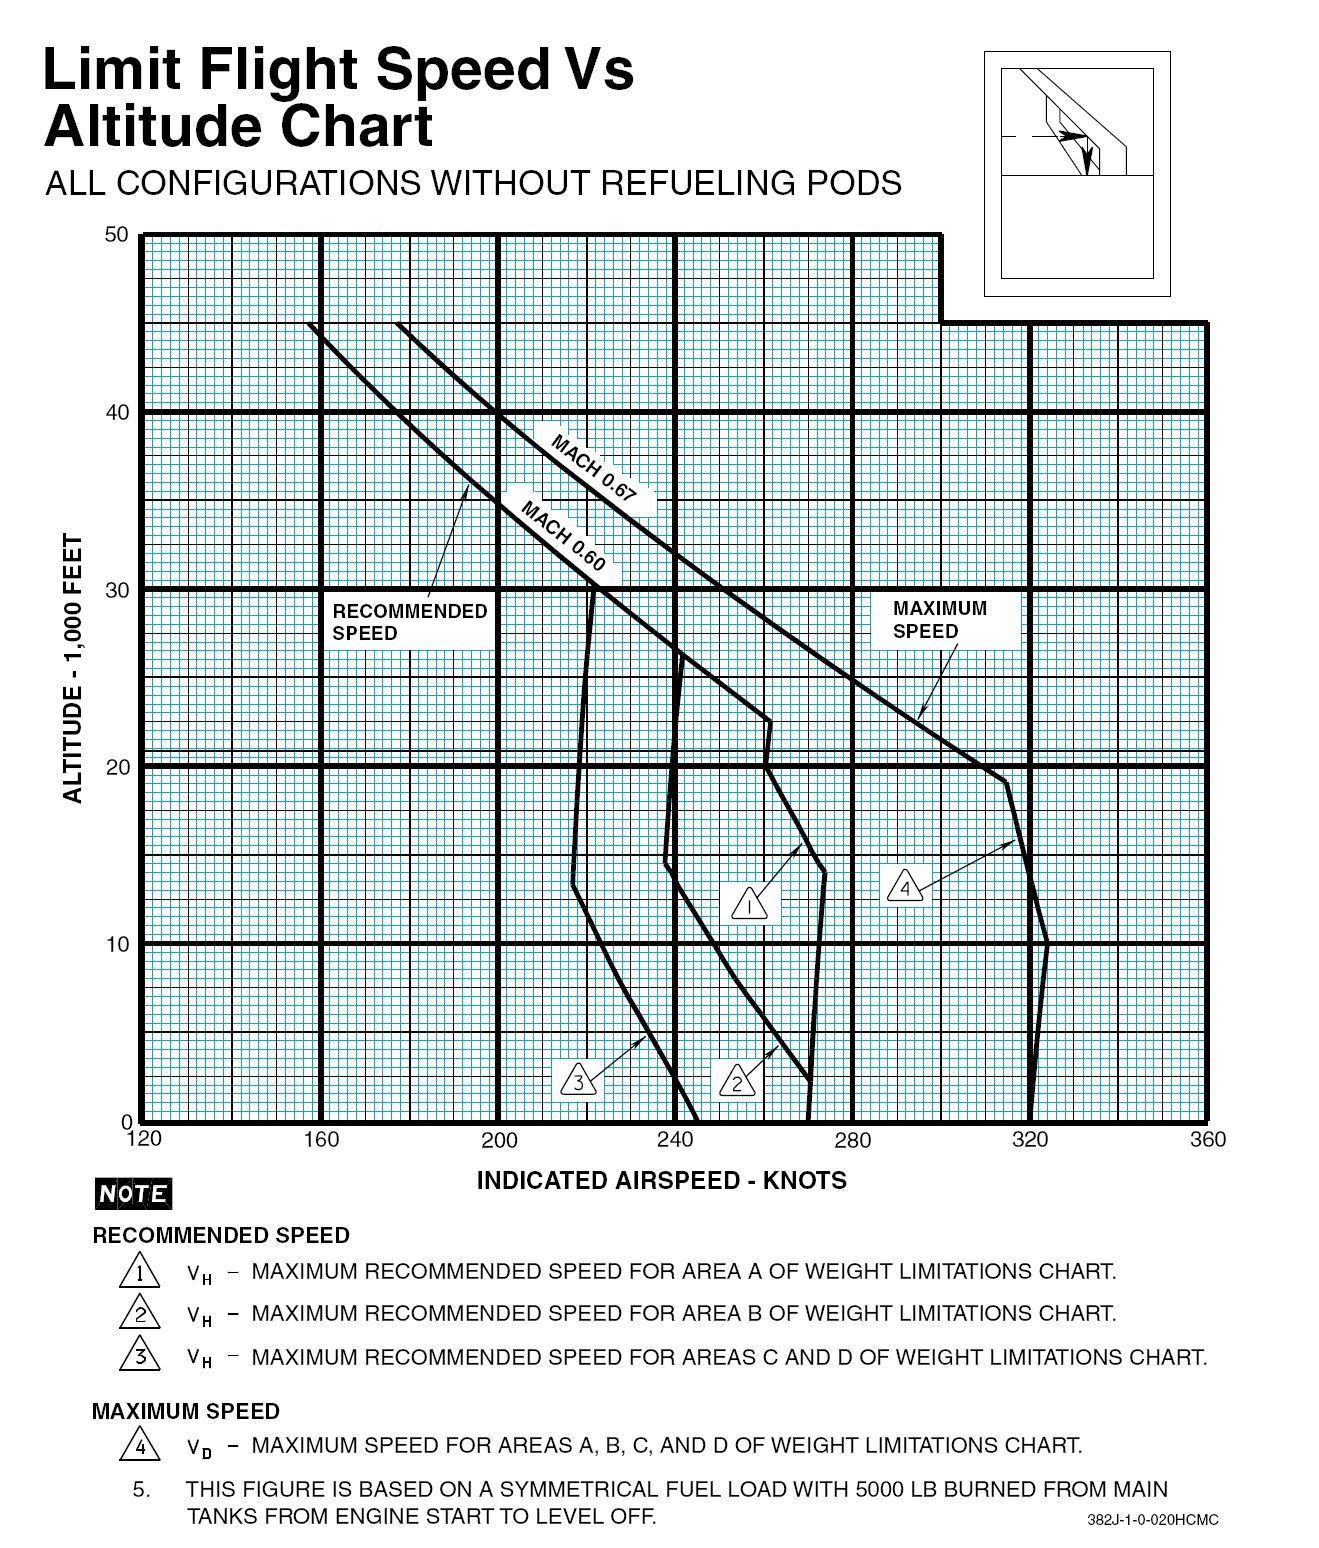 Limit Flight Speed Vs
Altitude Chart
ALL CONFIGURATIONS WITHOUT REFUELING PODS
50
40
30
20
10
0
ALTITUDE - 1,000 FEET
MACH 0.67
MACH 0.60
RECOMMENDED
SPEED
MAXIMUM
SPEED
1
4
3
2
120 160 200 240 280 320 360
INDICATED AIRSPEED - KNOTS
NOTE
RECOMMENDED SPEED
1 VH – MAXIMUM RECOMMENDED SPEED FOR AREA A OF WEIGHT LIMITATIONS CHART.
2 VH – MAXIMUM RECOMMENDED SPEED FOR AREA B OF WEIGHT LIMITATIONS CHART.
3 VH – MAXIMUM RECOMMENDED SPEED FOR AREAS C AND D OF WEIGHT LIMITATIONS CHART.
MAXIMUM SPEED
4 VD – MAXIMUM SPEED FOR AREAS A, B, C, AND D OF WEIGHT LIMITATIONS CHART.
5. THIS FIGURE IS BASED ON A SYMMETRICAL FUEL LOAD WITH 5000 LB BURNED FROM MAIN
TANKS FROM ENGINE START TO LEVEL OFF.
382J-1-0-020HCMC